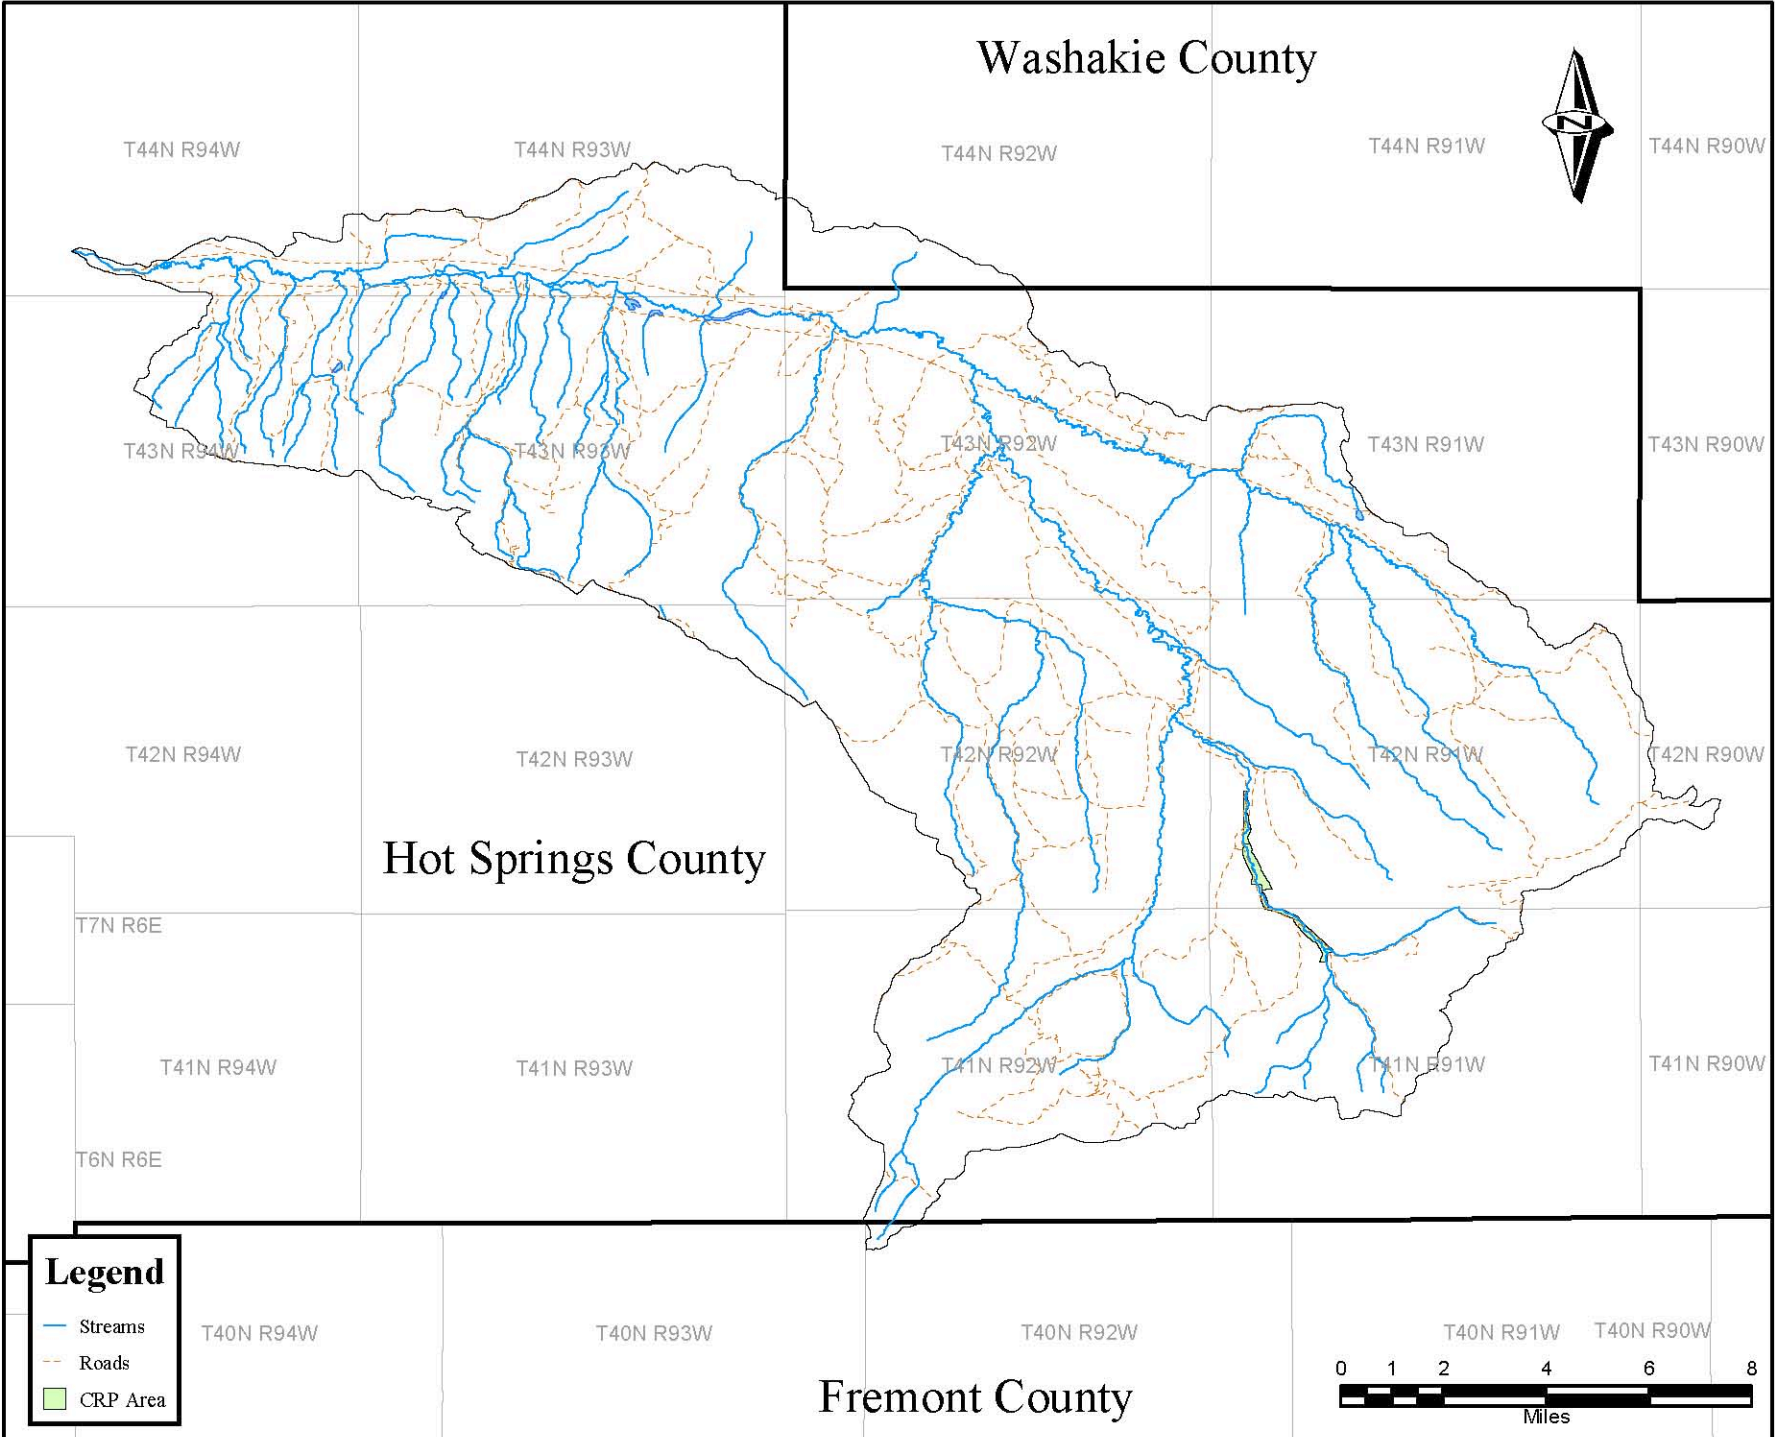 Washakie County
N
T44N R94W
T44N R93W
T44N R92W
T44N R91W
T44N R90W
T43N R94W
T43N R93W
T43N R92W
T43N R91W
T43N R90W
T42N R94W
T42N R93W
T42N R92W
T42N R91W
T42N R90W
Hot Springs County
T7N R6E
T41N R94W
T41N R93W
T41N R92W
T41N R91W
T41N R90W
T6N R6E
Legend
Streams
Roads
CRP Area
T40N R94W
T40N R93W
T40N R92W
T40N R91W
T40N R90W
Fremont County
0 1 2 4 6 8
Miles